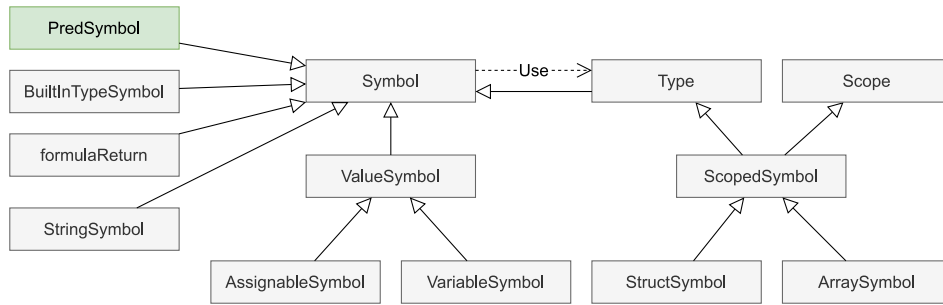 PredSymbol
Symbol
Use
Type
Scope
BuiltInTypeSymbol
formulaReturn
ValueSymbol
ScopedSymbol
StringSymbol
AssignableSymbol
VariableSymbol
StructSymbol
ArraySymbol